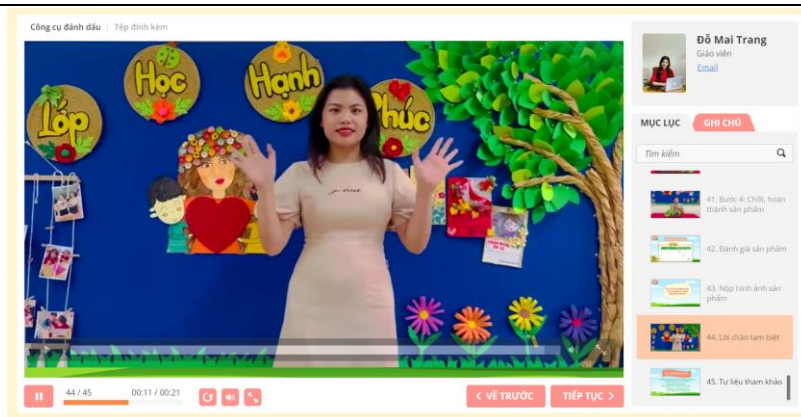 Công cụ đánh dấu | Tệp đính kèm
Lớp
Học
Hạnh
Phúc
44 / 45
00:11 / 00:21
< VỀ TRƯỚC
TIẾP TỤC >
Đỗ Mai Trang
Giáo viên
Email
MỤC LỤC
GHI CHÚ
Tìm kiếm
41. Bước 4: Chốt, hoàn
thành sản phẩm
42. Đánh giá sản phẩm
43. Nộp hình ảnh sản
phẩm
44. Lời chào tạm biệt
45. Tư liệu tham khảo